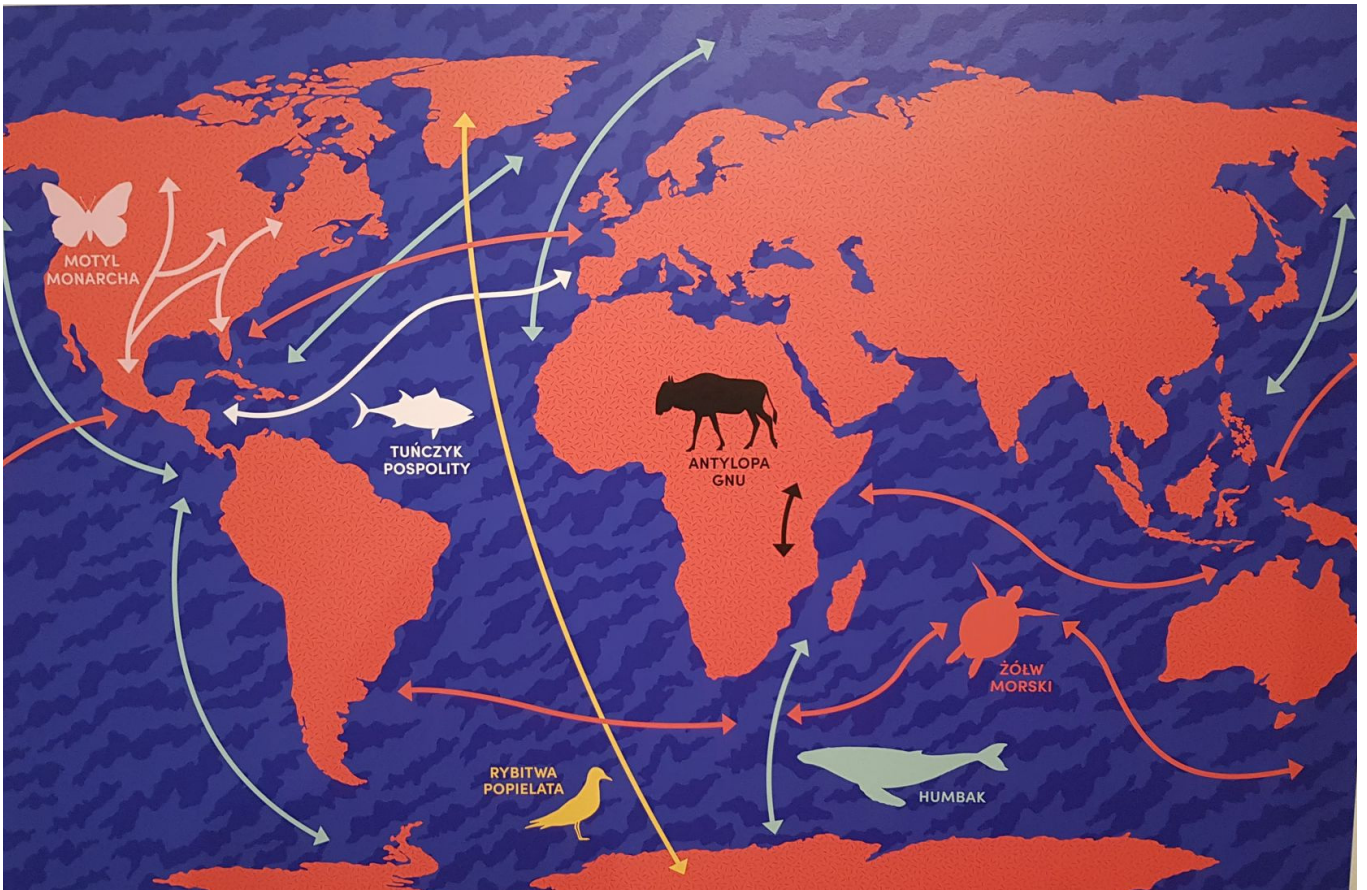 MOTYL
MONARCHA
TUŃCZYK
POSPOLITY
ANTYLOPA
GNU
ŻÓŁW
MORSKI
RYBITWA
POPIELATA
HUMBAK